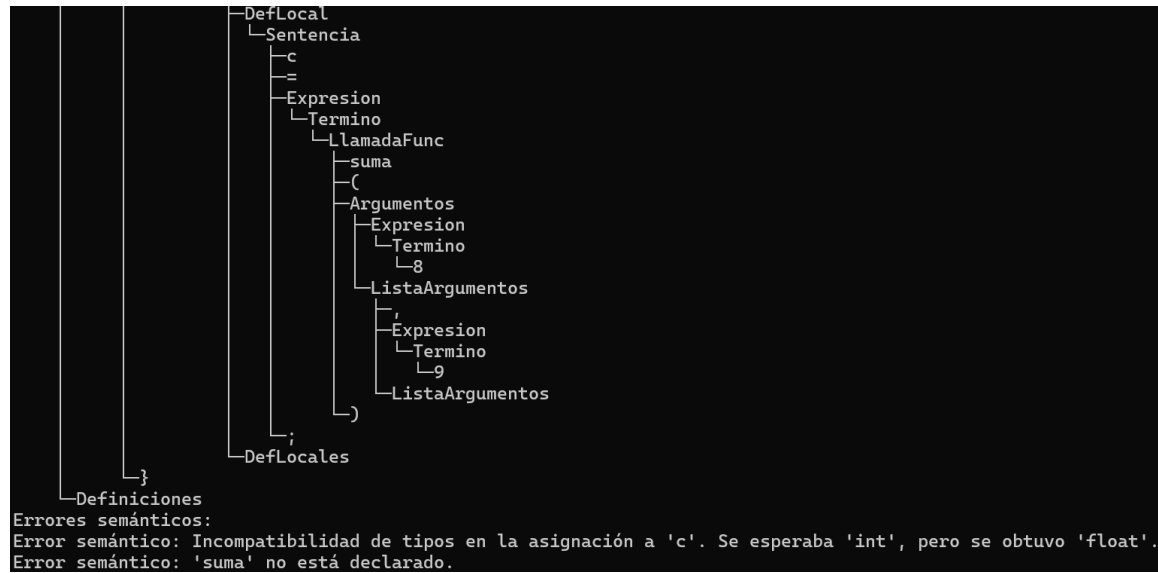 DefLocal
Sentencia
c
=
Expresion
Termino
LlamadaFunc
suma
(
Argumentos
Expresion
Termino
8
ListaArgumentos
,
Expresion
Termino
9
ListaArgumentos
)
;
DefLocales
}
Definiciones
Errores semánticos:
Error semántico: Incompatibilidad de tipos en la asignación a 'c'. Se esperaba 'int', pero se obtuvo 'float'.
Error semántico: 'suma' no está declarado.